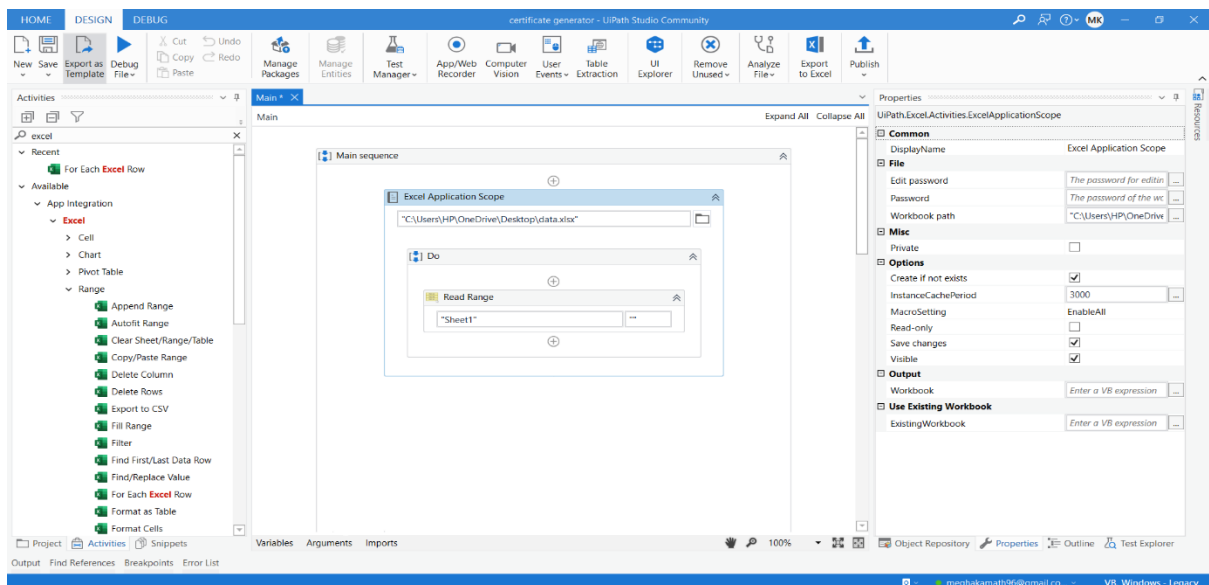 HOME DESIGN DEBUG certificate generator - UiPath Studio Community MK
New Save Export as Template Debug File Cut Copy Paste Undo Redo Manage Packages Manage Entities Test Manager App/Web Recorder Computer Vision User Events Table Extraction UI Explorer Remove Unused Analyze File Export to Excel Publish
Activities
excel
Recent
For Each Excel Row
Available
App Integration
Excel
Cell
Chart
Pivot Table
Range
Append Range
Autofit Range
Clear Sheet/Range/Table
Copy/Paste Range
Delete Column
Delete Rows
Export to CSV
Fill Range
Filter
Find First/Last Data Row
Find/Replace Value
For Each Excel Row
Format as Table
Format Cells
Project Activities Snippets
Main*
Main Expand All Collapse All
Main sequence
Excel Application Scope
"C:\Users\HP\OneDrive\Desktop\data.xlsx"
Do
Read Range
"Sheet1" ""
Variables Arguments Imports 100%
Properties
UiPath.Excel.Activities.ExcelApplicationScope
Common
DisplayName Excel Application Scope
File
Edit password The password for editin ...
Password The password of the wc ...
Workbook path "C:\Users\HP\OneDrive ...
Misc
Private
Options
Create if not exists
InstanceCachePeriod 3000 ...
MacroSetting EnableAll
Read-only
Save changes
Visible
Output
Workbook Enter a VB expression ...
Use Existing Workbook
ExistingWorkbook Enter a VB expression ...
Object Repository Properties Outline Test Explorer
Resources
Output Find References Breakpoints Error List
meghakamath96@gmail.co VB, Windows - Legacy